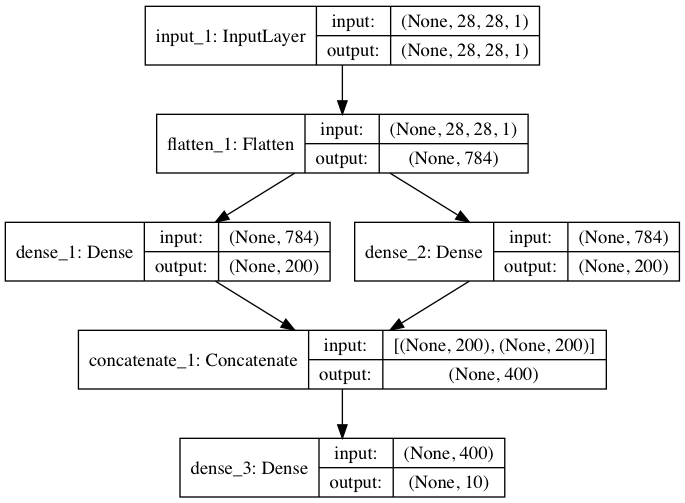 input_1: InputLayer
input: (None, 28, 28, 1)
output: (None, 28, 28, 1)
flatten_1: Flatten
input: (None, 28, 28, 1)
output: (None, 784)
dense_1: Dense
input: (None, 784)
output: (None, 200)
dense_2: Dense
input: (None, 784)
output: (None, 200)
concatenate_1: Concatenate
input: [(None, 200), (None, 200)]
output: (None, 400)
dense_3: Dense
input: (None, 400)
output: (None, 10)